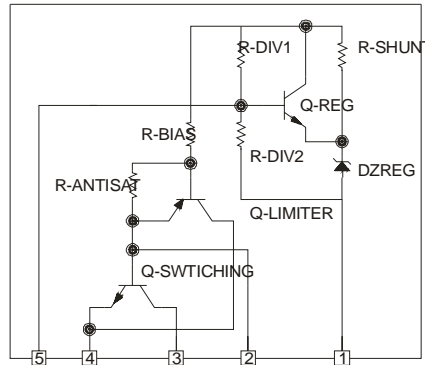 R-DIV1
R-SHUNT
Q-REG
R-BIAS
R-DIV2
DZREG
R-ANTISAT
Q-LIMITER
Q-SWTICHING
5 4 3 2 1